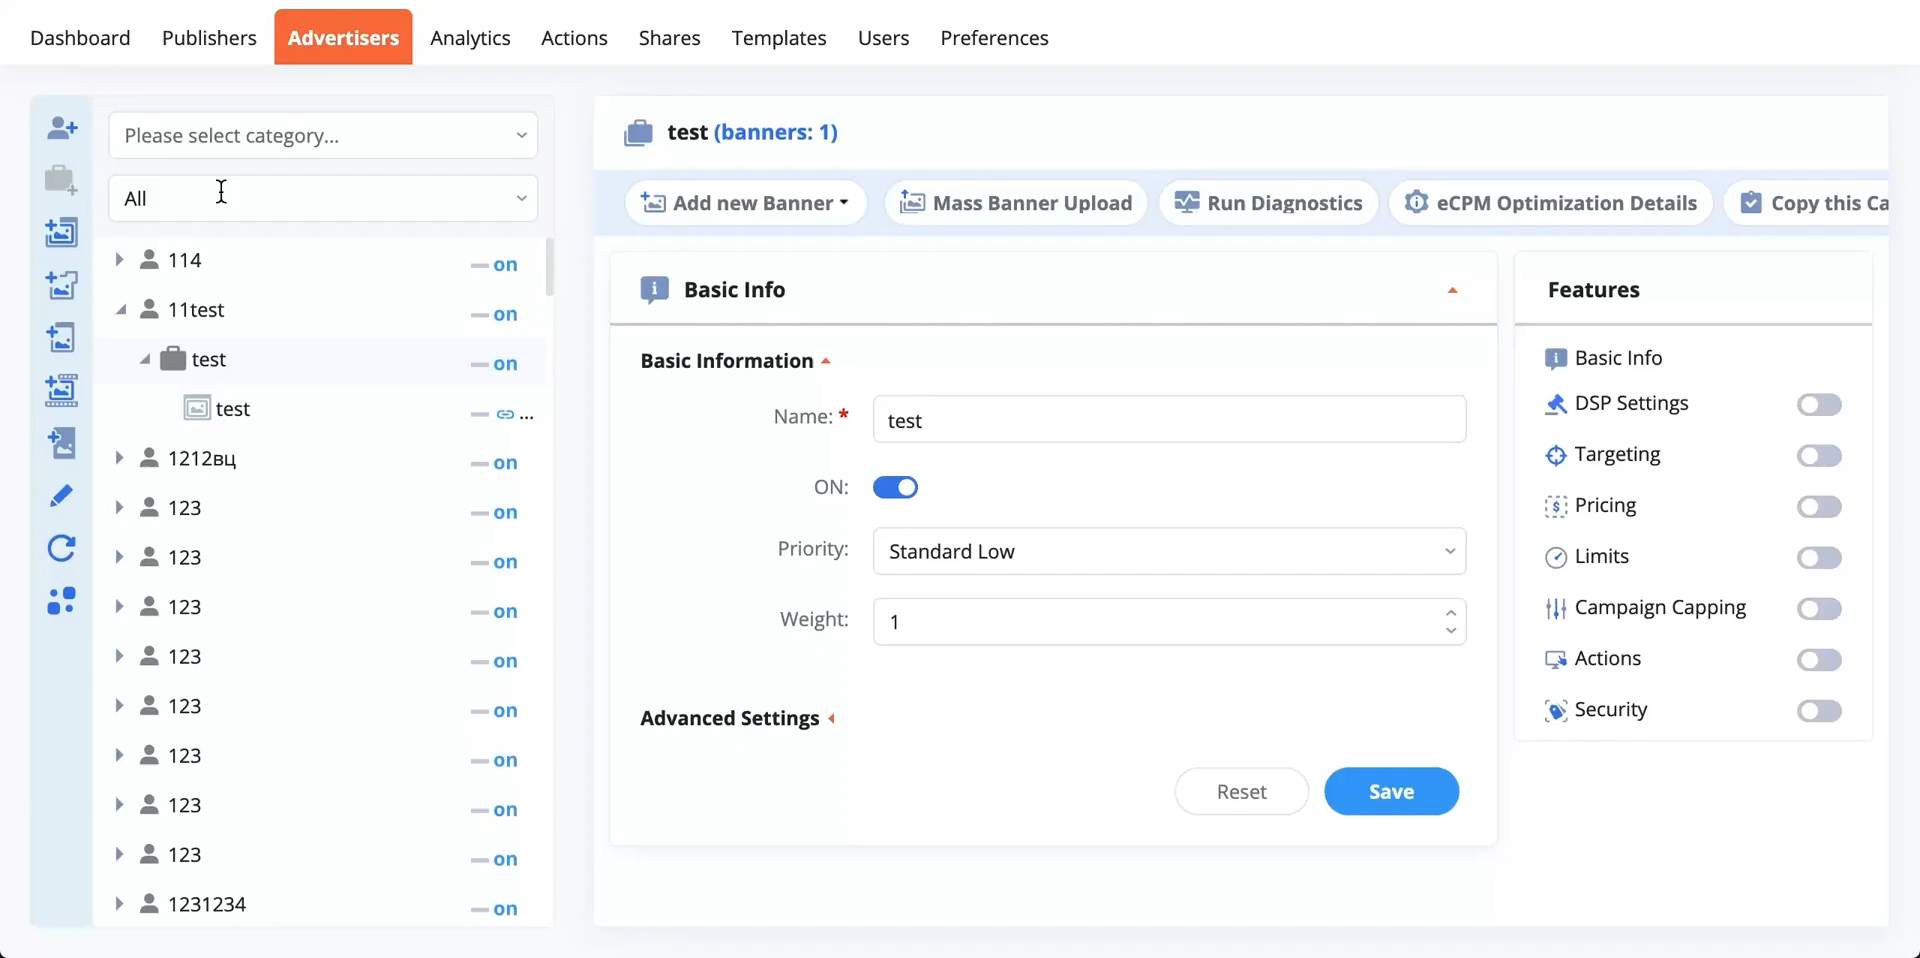 Dashboard Publishers Advertisers Analytics Actions Shares Templates Users Preferences
Please select category...
All
114 on
11test on
test on
test ...
1212вц on
123 on
123 on
123 on
123 on
123 on
123 on
123 on
123 on
1231234 on
test (banners: 1)
Add new Banner Mass Banner Upload Run Diagnostics eCPM Optimization Details Copy this Ca
Basic Info
Basic Information
Name: * test
ON:
Priority: Standard Low
Weight: 1
Advanced Settings
Reset Save
Features
Basic Info
DSP Settings
Targeting
Pricing
Limits
Campaign Capping
Actions
Security